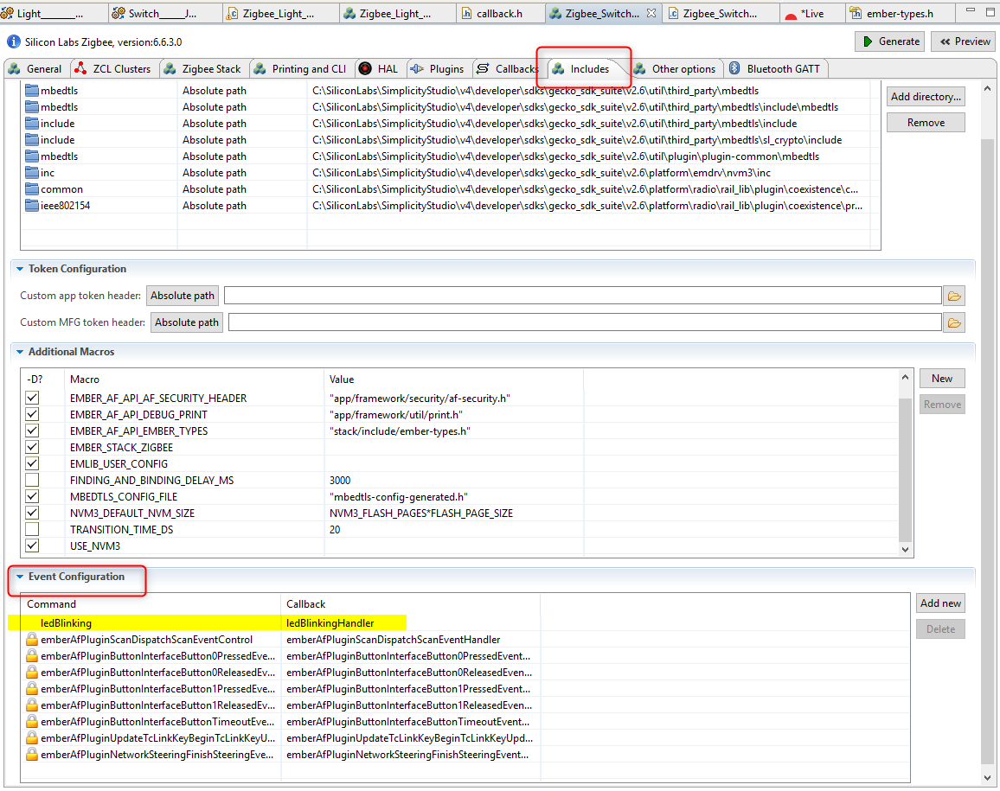 Light_____... Switch_____J... Zigbee_Light_... Zigbee_Light_... callback.h Zigbee_Switch... Zigbee_Switch... *Live ember-types.h
Silicon Labs Zigbee, version:6.6.3.0 Generate Preview
General ZCL Clusters Zigbee Stack Printing and CLI HAL Plugins Callbacks Includes Other options Bluetooth GATT
mbedtls Absolute path C:\SiliconLabs\SimplicityStudio\v4\developer\sdks\gecko_sdk_suite\v2.6\util\third_party\mbedtls
Add directory...
mbedtls Absolute path C:\SiliconLabs\SimplicityStudio\v4\developer\sdks\gecko_sdk_suite\v2.6\util\third_party\mbedtls\include\mbedtls
include Absolute path C:\SiliconLabs\SimplicityStudio\v4\developer\sdks\gecko_sdk_suite\v2.6\util\third_party\mbedtls\include
Remove
include Absolute path C:\SiliconLabs\SimplicityStudio\v4\developer\sdks\gecko_sdk_suite\v2.6\util\third_party\mbedtls\sl_crypto\include
mbedtls Absolute path C:\SiliconLabs\SimplicityStudio\v4\developer\sdks\gecko_sdk_suite\v2.6\util\plugin\plugin-common\mbedtls
inc Absolute path C:\SiliconLabs\SimplicityStudio\v4\developer\sdks\gecko_sdk_suite\v2.6\platform\emdrv\nvm3\inc
common Absolute path C:\SiliconLabs\SimplicityStudio\v4\developer\sdks\gecko_sdk_suite\v2.6\platform\radio\rail_lib\plugin\coexistence\c...
ieee802154 Absolute path C:\SiliconLabs\SimplicityStudio\v4\developer\sdks\gecko_sdk_suite\v2.6\platform\radio\rail_lib\plugin\coexistence\pr...
Token Configuration
Custom app token header: Absolute path
Custom MFG token header: Absolute path
Additional Macros
-D? Macro Value New
EMBER_AF_API_AF_SECURITY_HEADER "app/framework/security/af-security.h"
Remove
EMBER_AF_API_DEBUG_PRINT "app/framework/util/print.h"
EMBER_AF_API_EMBER_TYPES "stack/include/ember-types.h"
EMBER_STACK_ZIGBEE
EMLIB_USER_CONFIG
FINDING_AND_BINDING_DELAY_MS 3000
MBEDTLS_CONFIG_FILE "mbedtls-config-generated.h"
NVM3_DEFAULT_NVM_SIZE NVM3_FLASH_PAGES*FLASH_PAGE_SIZE
TRANSITION_TIME_DS 20
USE_NVM3
Event Configuration
Command Callback Add new
ledBlinking ledBlinkingHandler
Delete
emberAfPluginScanDispatchScanEventControl emberAfPluginScanDispatchScanEventHandler
emberAfPluginButtonInterfaceButton0PressedEve... emberAfPluginButtonInterfaceButton0PressedEvent...
emberAfPluginButtonInterfaceButton0ReleasedEv... emberAfPluginButtonInterfaceButton0ReleasedEven...
emberAfPluginButtonInterfaceButton1PressedEve... emberAfPluginButtonInterfaceButton1PressedEvent...
emberAfPluginButtonInterfaceButton1ReleasedEv... emberAfPluginButtonInterfaceButton1ReleasedEven...
emberAfPluginButtonInterfaceButtonTimeoutEve... emberAfPluginButtonInterfaceButtonTimeoutEvent...
emberAfPluginUpdateTcLinkKeyBeginTcLinkKeyU... emberAfPluginUpdateTcLinkKeyBeginTcLinkKeyUpd...
emberAfPluginNetworkSteeringFinishSteeringEve... emberAfPluginNetworkSteeringFinishSteeringEvent...